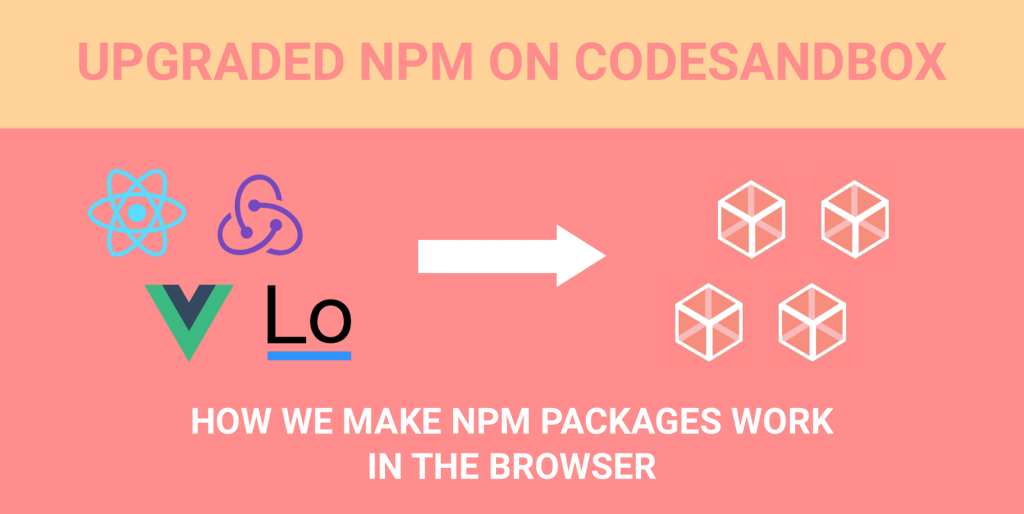 UPGRADED NPM ON CODESANDBOX
Lo
HOW WE MAKE NPM PACKAGES WORK
IN THE BROWSER